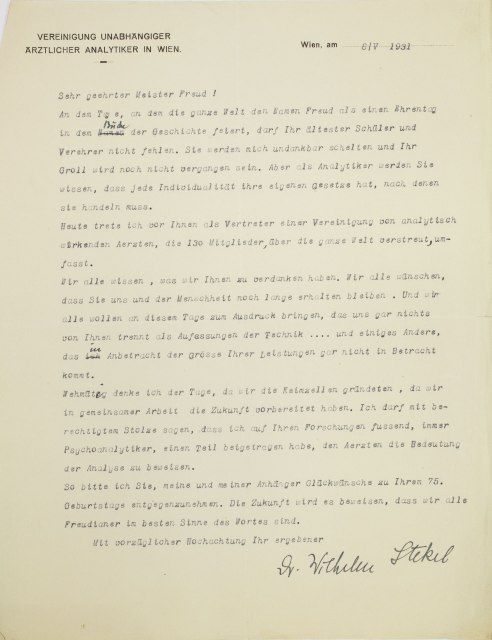 VEREINIGUNG UNABHÄNGIGER
ÄRZTLICHER ANALYTIKER IN WIEN.
Wien, am 6/V 1931
Sehr geehrter Meister Freud !
An dem Tage, an dem die ganze Welt den Namen Freud als einen Ehrentag
in dem Buche der Geschichte feiert, darf Ihr ältester Schüler und
Verehrer nicht fehlen. Sie werden mich undankbar schelten und Ihr
Groll wird noch nicht vergangen sein. Aber als Analytiker werden Sie
wissen, dass jede Individualität ihre eigenen Gesetze hat, nach denen
sie handeln muss.
Heute trete ich vor Ihnen als Vertreter einer Vereinigung von analytisch
wirkenden Aerzten, die 130 Mitglieder, über die ganze Welt verstreut, um-
fasst.
Wir alle wissen , was wir Ihnen zu verdanken haben. Wir alle wünschen,
dass Sie uns und der Menschheit noch lange erhalten bleiben . Und wir
alle wollen an diesem Tage zum Ausdruck bringen, das uns gar nichts
von Ihnen trennt als Aufassungen der Technik .... und einiges Andere,
das in Anbetracht der grösse Ihrer Leistungen gar nicht in Betracht
kommt.
Wehmütig denke ich der Tage, da wir die Keimzellen gründeten , da wir
in gemeinsamer Arbeit die Zukunft vorbereitet haben. Ich darf mit be-
rechtigtem Stolze sagen, dass ich auf Ihren Forschungen fussend, immer
Psychoanalytiker, einen Teil beigetragen habe, den Aerzten die Bedeutung
der Analyse zu beweisen.
So bitte ich Sie, meine und meiner Anhänger Glückwünsche zu Ihren 75.
Geburtstage entgegenzunehmen. Die Zukunft wird es beweisen, dass wir alle
Freudianer im besten Sinne des Wortes sind.
Mit vorzüglicher Hochachtung Ihr ergebener
Dr. Wilhelm Stekel